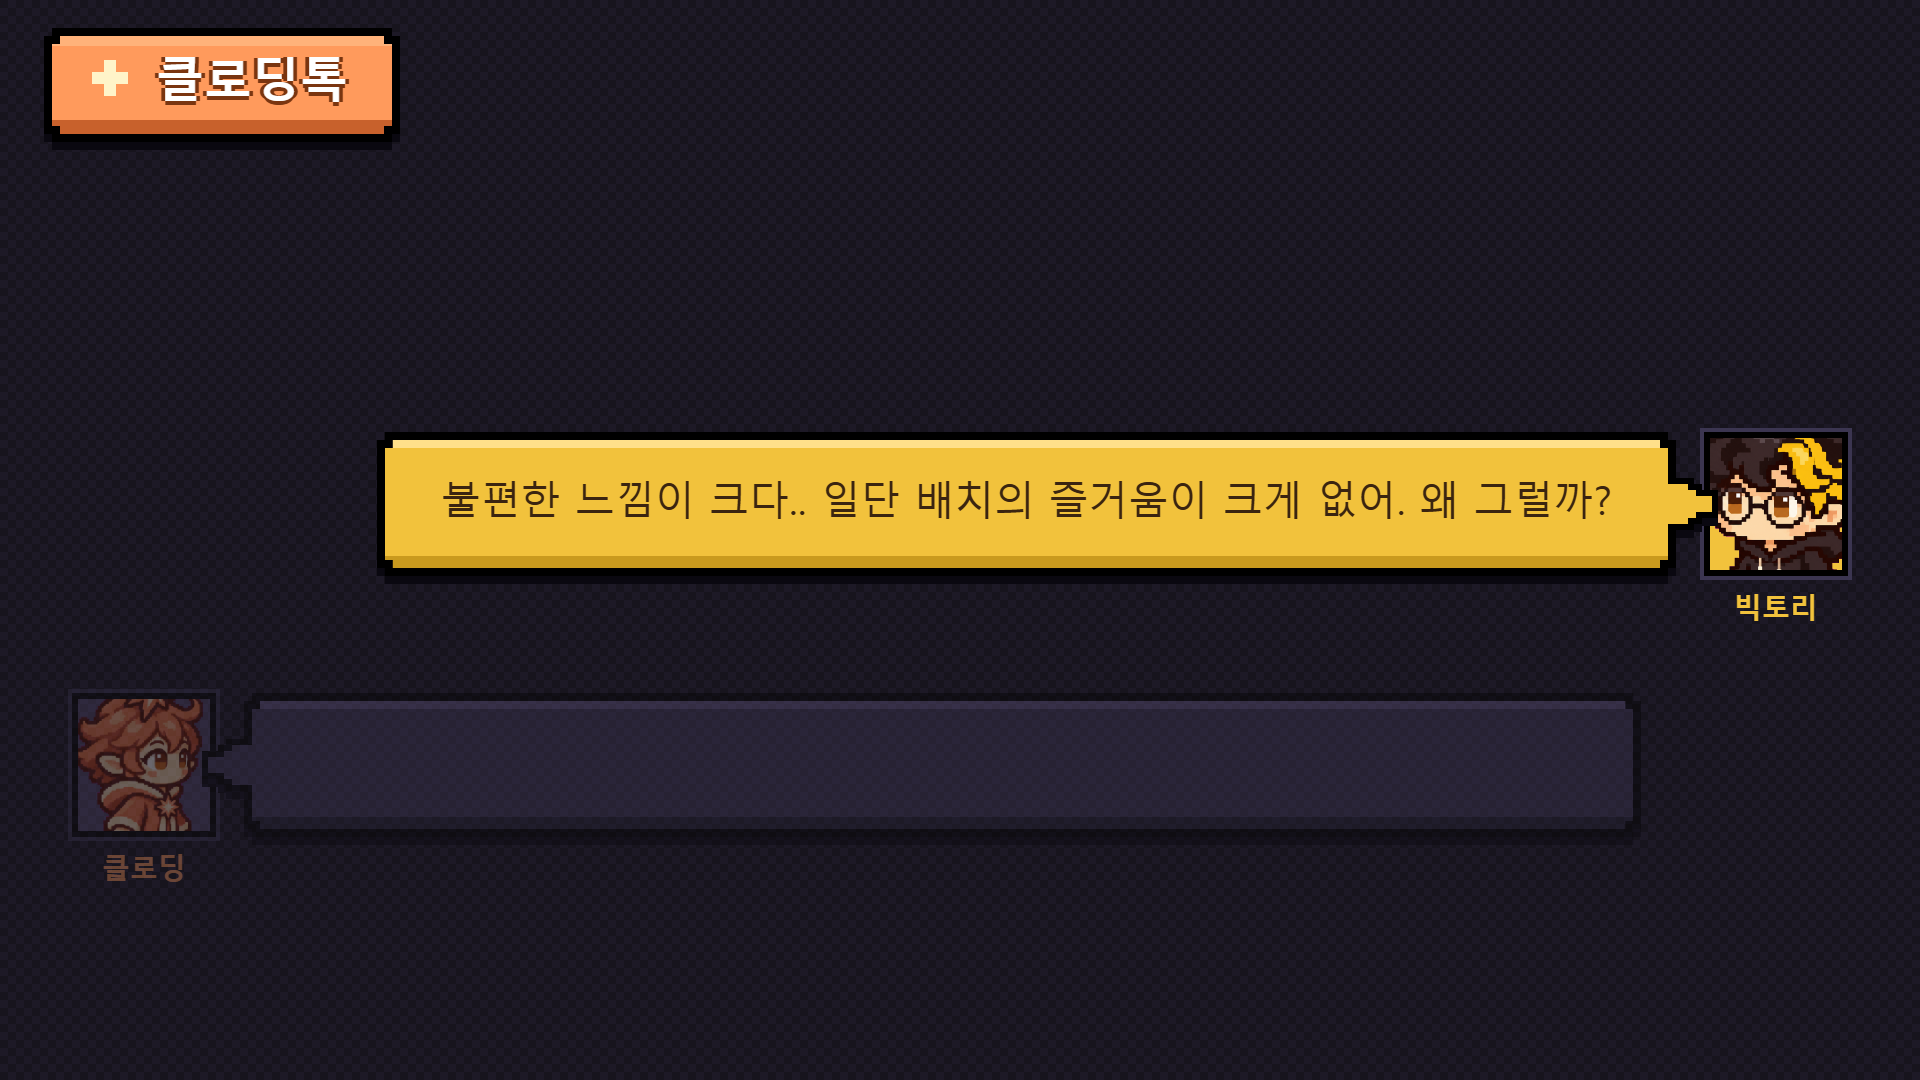 클로딩톡
불편한 느낌이 크다.. 일단 배치의 즐거움이 크게 없어. 왜 그럴까?
빅토리
클로딩